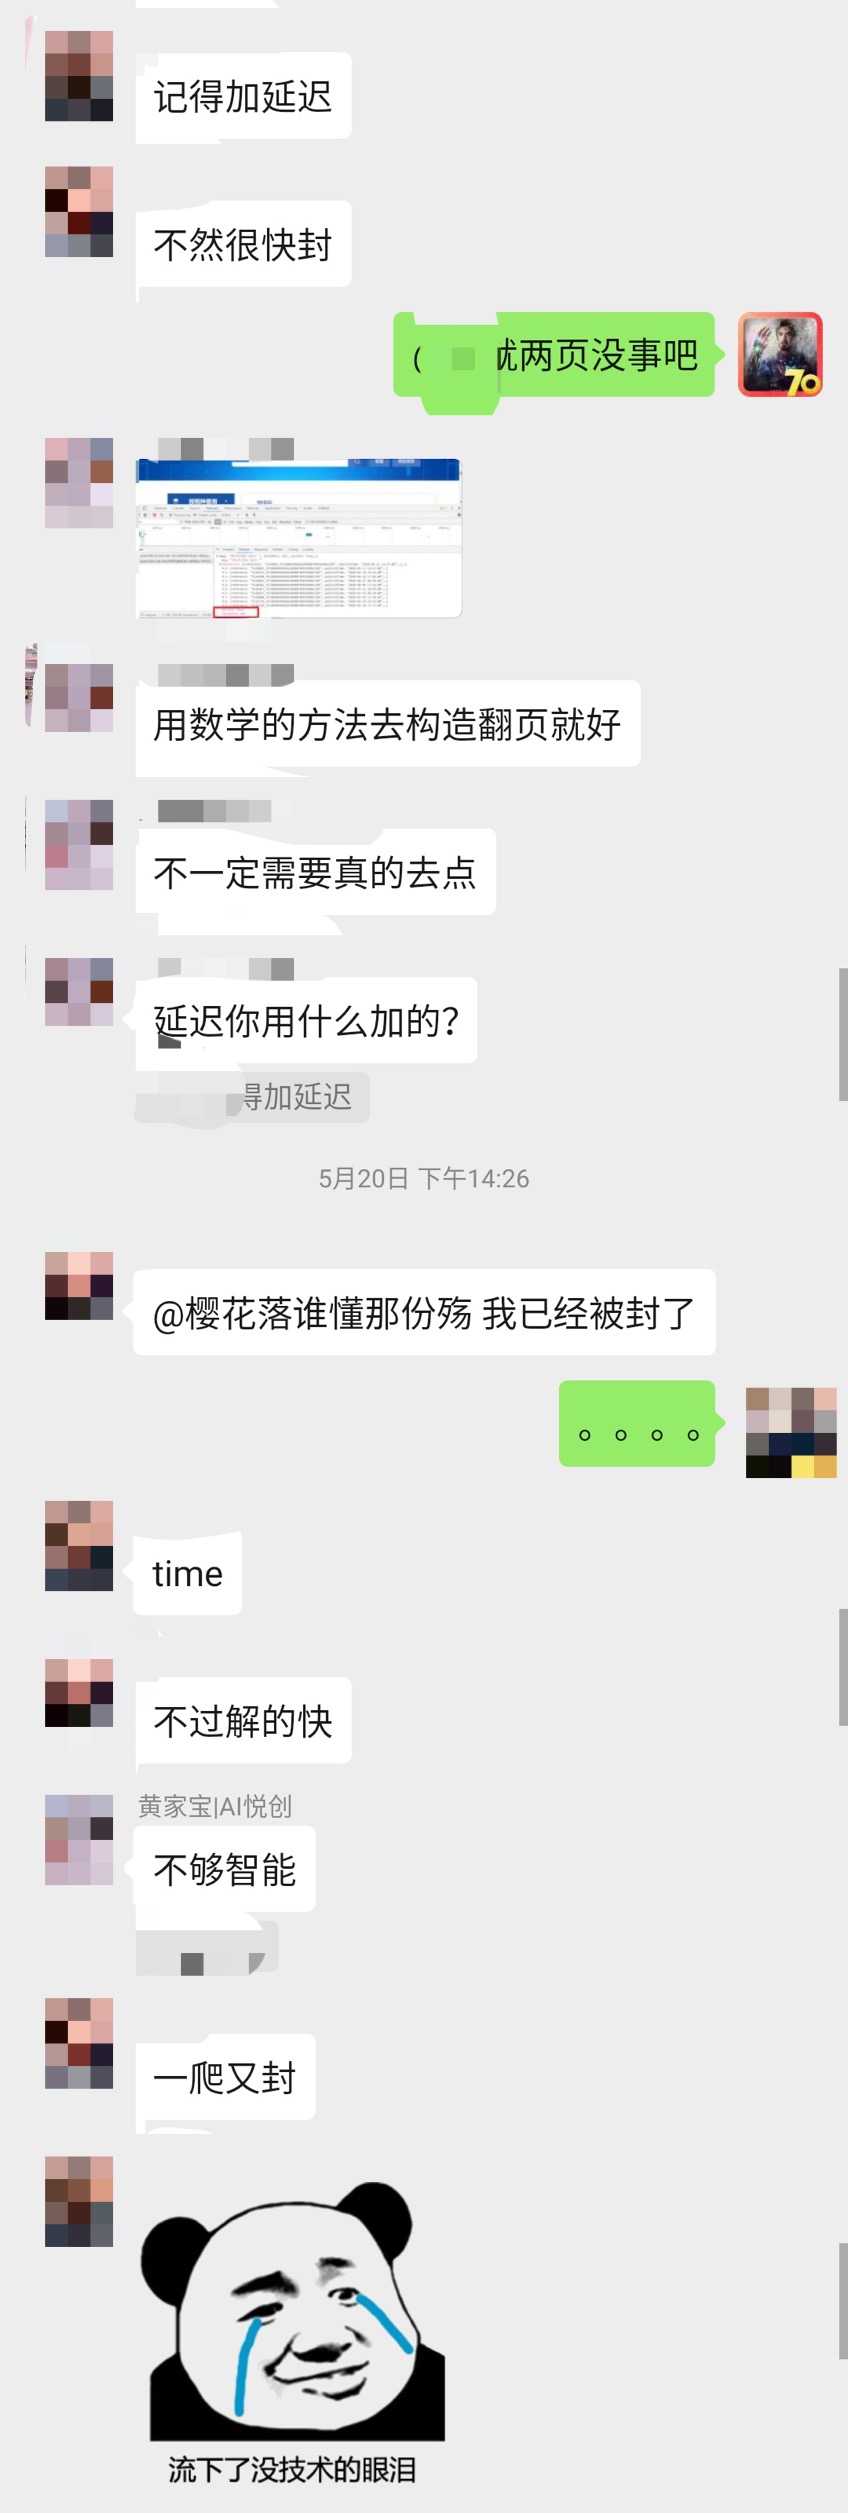 记得加延迟
不然很快封
就两页没事吧
70
用数学的方法去构造翻页就好
不一定需要真的去点
延迟你用什么加的?
得加延迟
5月20日 下午14:26
@樱花落谁懂那份殇 我已经被封了
。。。。
time
不过解的快
黄家宝|AI悦创
不够智能
一爬又封
流下了没技术的眼泪